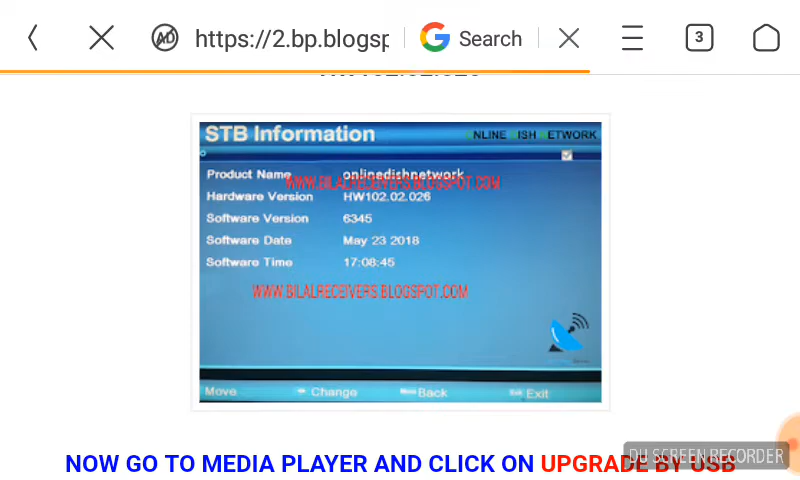 https://2.bp.blogsp
Search
3
STB Information
NLINE ISH NETWORK
Product Name onlinedishnetwork
WWW.BILALRECEIVERS.BLOGSPOT.COM
Hardware Version HW102.02.026
Software Version 6345
Software Date May 23 2018
Software Time 17:08:45
WWW.BILALRECEIVERS.BLOGSPOT.COM
Move Change Back Exit
NOW GO TO MEDIA PLAYER AND CLICK ON UPGRADE BY USB
DU SCREEN RECORDER